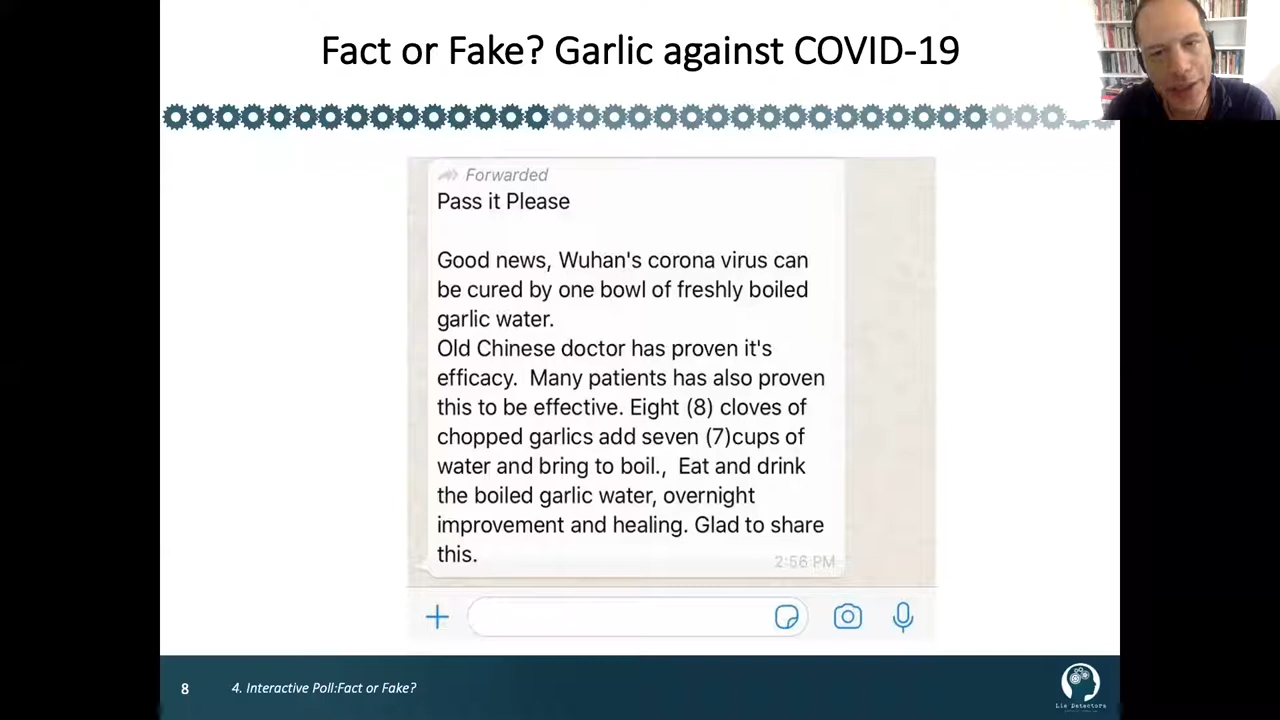 Fact or Fake? Garlic against COVID-19
Forwarded
Pass it Please
Good news, Wuhan's corona virus can
be cured by one bowl of freshly boiled
garlic water.
Old Chinese doctor has proven it's
efficacy.  Many patients has also proven
this to be effective. Eight (8) cloves of
chopped garlics add seven (7)cups of
water and bring to boil.,  Eat and drink
the boiled garlic water, overnight
improvement and healing. Glad to share
this.
2:56 PM
8
4. Interactive Poll:Fact or Fake?
Lie Detectors